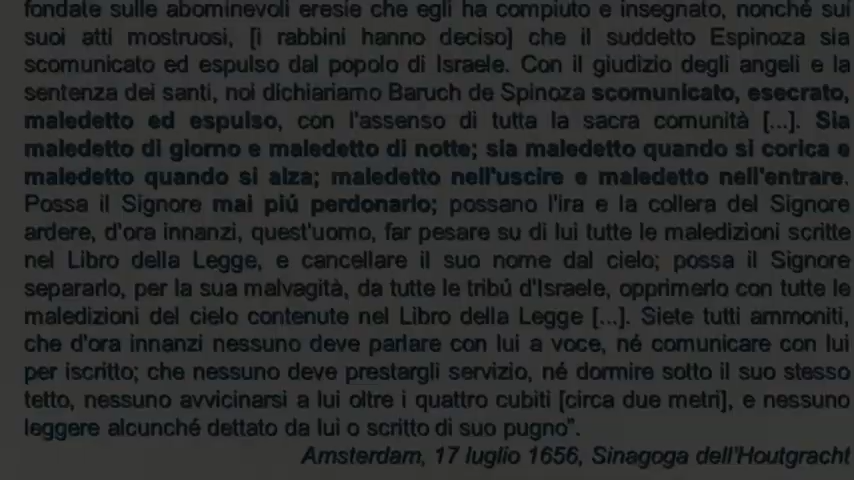 fondate sulle abominevoli eresie che egli ha compiuto e insegnato, nonché sui
suoi atti mostruosi, [i rabbini hanno deciso] che il suddetto Espinoza sia
scomunicato ed espulso dal popolo di Israele. Con il giudizio degli angeli e la
sentenza dei santi, noi dichiariamo Baruch de Spinoza scomunicato, esecrato,
maledetto ed espulso, con l'assenso di tutta la sacra comunità [...]. Sia
maledetto di giorno e maledetto di notte; sia maledetto quando si corica e
maledetto quando si alza; maledetto nell'uscire e maledetto nell'entrare.
Possa il Signore mai più perdonarlo; possano l'ira e la collera del Signore
ardere, d'ora innanzi, quest'uomo, far pesare su di lui tutte le maledizioni scritte
nel Libro della Legge, e cancellare il suo nome dal cielo; possa il Signore
separarlo, per la sua malvagità, da tutte le tribù d'Israele, opprimerlo con tutte le
maledizioni del cielo contenute nel Libro della Legge [...]. Siete tutti ammoniti,
che d'ora innanzi nessuno deve parlare con lui a voce, né comunicare con lui
per iscritto; che nessuno deve prestargli servizio, né dormire sotto il suo stesso
tetto, nessuno avvicinarsi a lui oltre i quattro cubiti [circa due metri], e nessuno
leggere alcunché dettato da lui o scritto di suo pugno".
Amsterdam, 17 luglio 1656, Sinagoga dell'Houtgracht